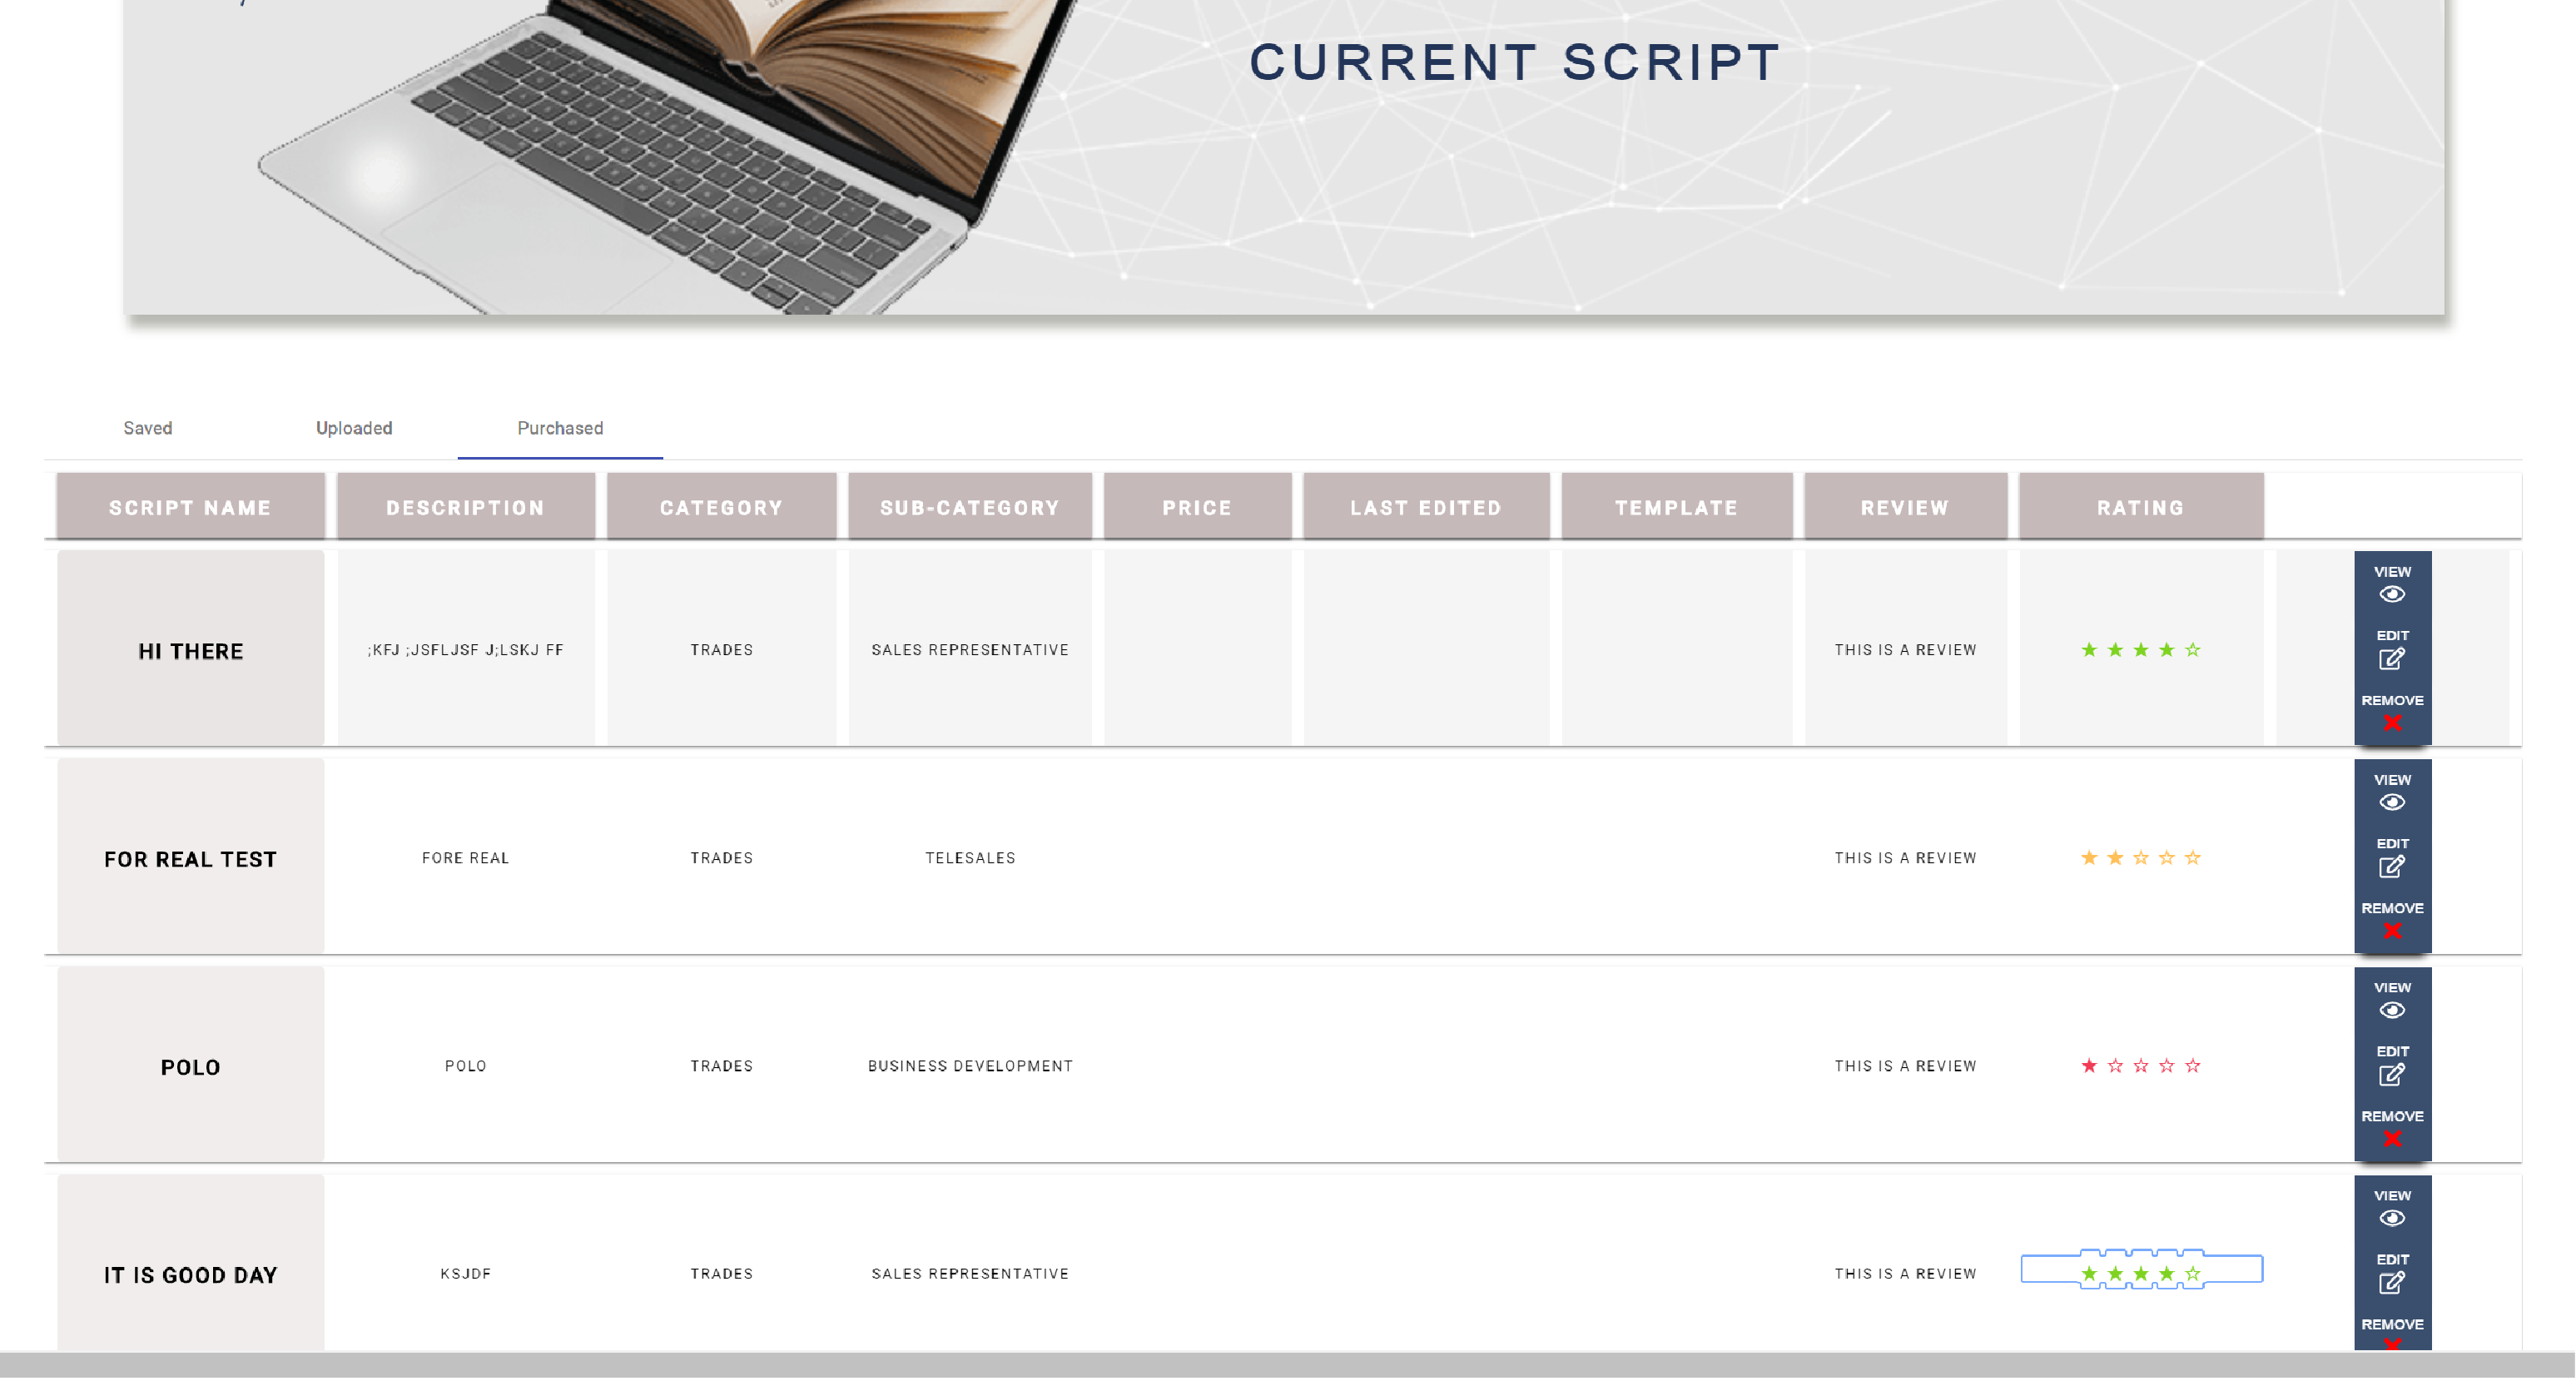 CURRENT SCRIPT
Saved Uploaded Purchased
SCRIPT NAME DESCRIPTION CATEGORY SUB-CATEGORY PRICE LAST EDITED TEMPLATE REVIEW RATING
VIEW
EDIT
HI THERE ;KFJ ;JSFLJSF J;LSKJ FF TRADES SALES REPRESENTATIVE THIS IS A REVIEW
REMOVE
VIEW
EDIT
FOR REAL TEST FORE REAL TRADES TELESALES THIS IS A REVIEW
REMOVE
VIEW
EDIT
POLO POLO TRADES BUSINESS DEVELOPMENT THIS IS A REVIEW
REMOVE
VIEW
EDIT
IT IS GOOD DAY KSJDF TRADES SALES REPRESENTATIVE THIS IS A REVIEW
REMOVE